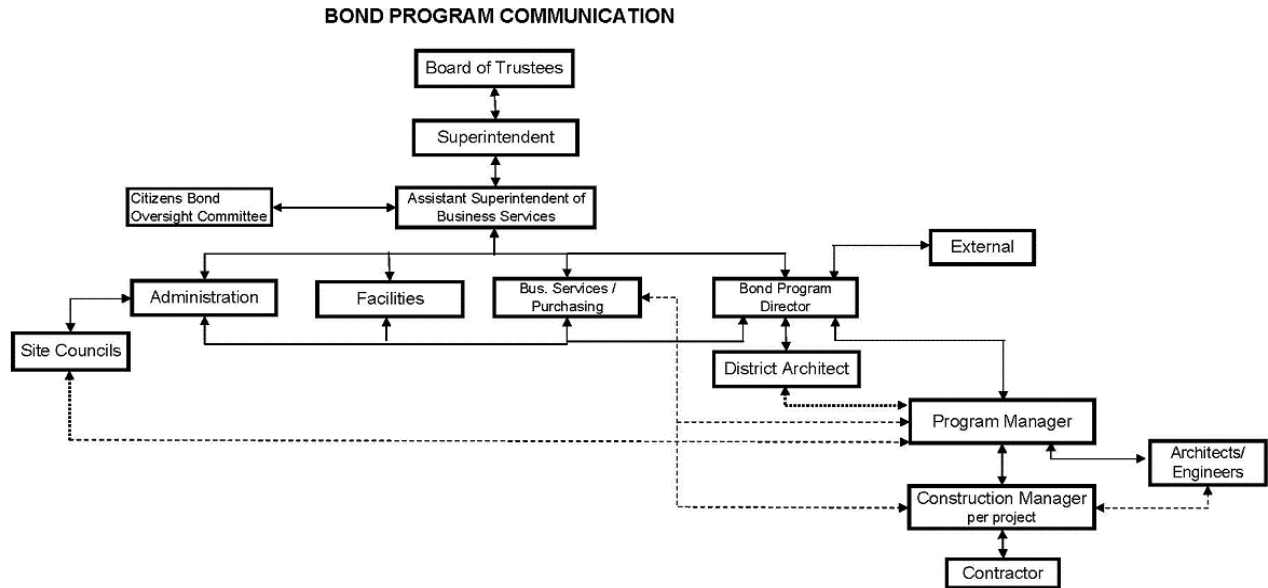 BOND PROGRAM COMMUNICATION
Board of Trustees
Superintendent
Citizens Bond
Oversight Committee
Assistant Superintendent of
Business Services
External
Administration
Facilities
Bus. Services /
Purchasing
Bond Program
Director
Site Councils
District Architect
Program Manager
Architects/
Engineers
Construction Manager
per project
Contractor